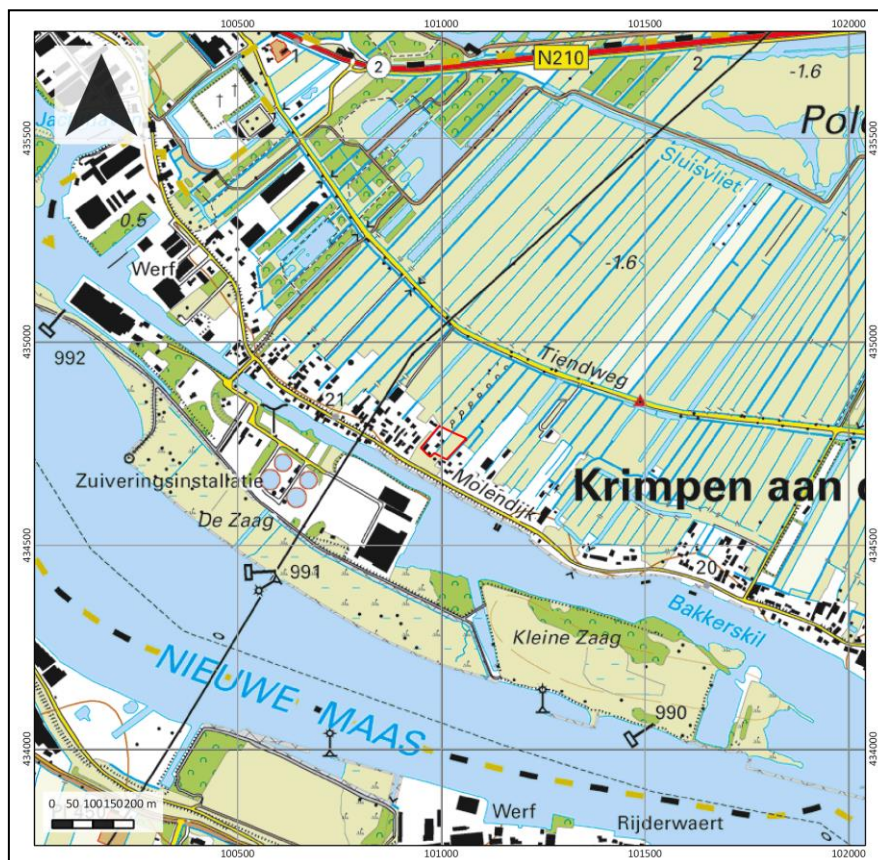 100500 101000 101500 102000
N210
1
2
2
-1.6
435500
435500
Pol
Sluisvliet
0.5
-1.6
Werf
435000
435000
992
Tiendweg
21
Zuiveringsinstallatie
Molendijk
Krimpen aan d
De Zaag
434500
434500
20
991
Bakkerskil
Kleine Zaag
NIEUWE MAAS
990
434000
434000
0 50 100150200 m
Werf
Rijderwaert
100500 101000 101500 102000